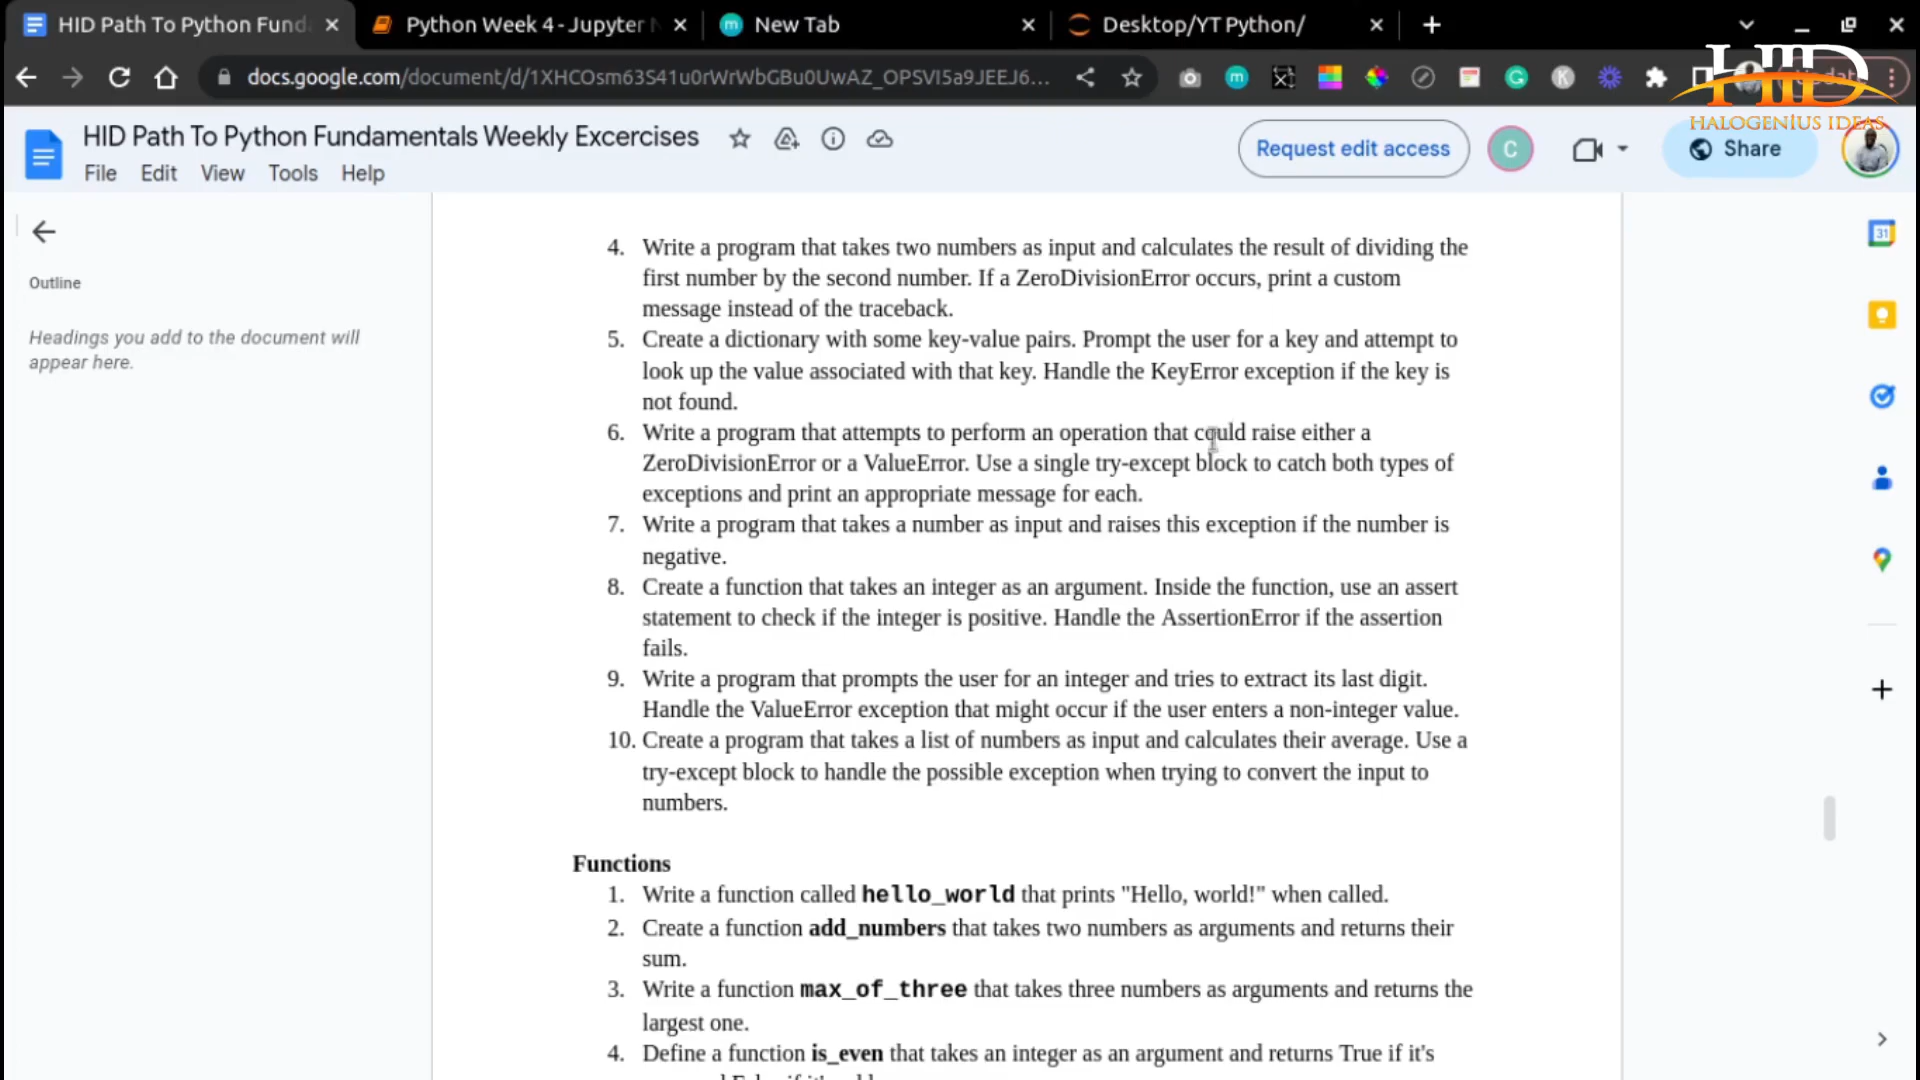 HID Path To Python Fund
Python Week 4 - Jupyter N
New Tab
Desktop/YT Python/
docs.google.com/document/d/1XHCOsm63S41u0rWrWbGBu0UwAZ_OPSVI5a9JEEJ6...
HID
HALOGENIUS IDEAS
HID Path To Python Fundamentals Weekly Excercises
File Edit View Tools Help
Request edit access
C
Share
Outline
Headings you add to the document will
appear here.
4. Write a program that takes two numbers as input and calculates the result of dividing the
first number by the second number. If a ZeroDivisionError occurs, print a custom
message instead of the traceback.
5. Create a dictionary with some key-value pairs. Prompt the user for a key and attempt to
look up the value associated with that key. Handle the KeyError exception if the key is
not found.
6. Write a program that attempts to perform an operation that could raise either a
ZeroDivisionError or a ValueError. Use a single try-except block to catch both types of
exceptions and print an appropriate message for each.
7. Write a program that takes a number as input and raises this exception if the number is
negative.
8. Create a function that takes an integer as an argument. Inside the function, use an assert
statement to check if the integer is positive. Handle the AssertionError if the assertion
fails.
9. Write a program that prompts the user for an integer and tries to extract its last digit.
Handle the ValueError exception that might occur if the user enters a non-integer value.
10. Create a program that takes a list of numbers as input and calculates their average. Use a
try-except block to handle the possible exception when trying to convert the input to
numbers.
Functions
1. Write a function called hello_world that prints "Hello, world!" when called.
2. Create a function add_numbers that takes two numbers as arguments and returns their
sum.
3. Write a function max_of_three that takes three numbers as arguments and returns the
largest one.
4. Define a function is_even that takes an integer as an argument and returns True if it's
31